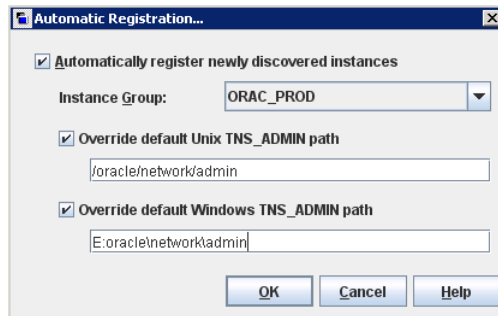 Automatic Registration...
Automatically register newly discovered instances
Instance Group: ORAC_PROD
Override default Unix TNS_ADMIN path
/oracle/network/admin
Override default Windows TNS_ADMIN path
E:oracle\network\admin
OK Cancel Help